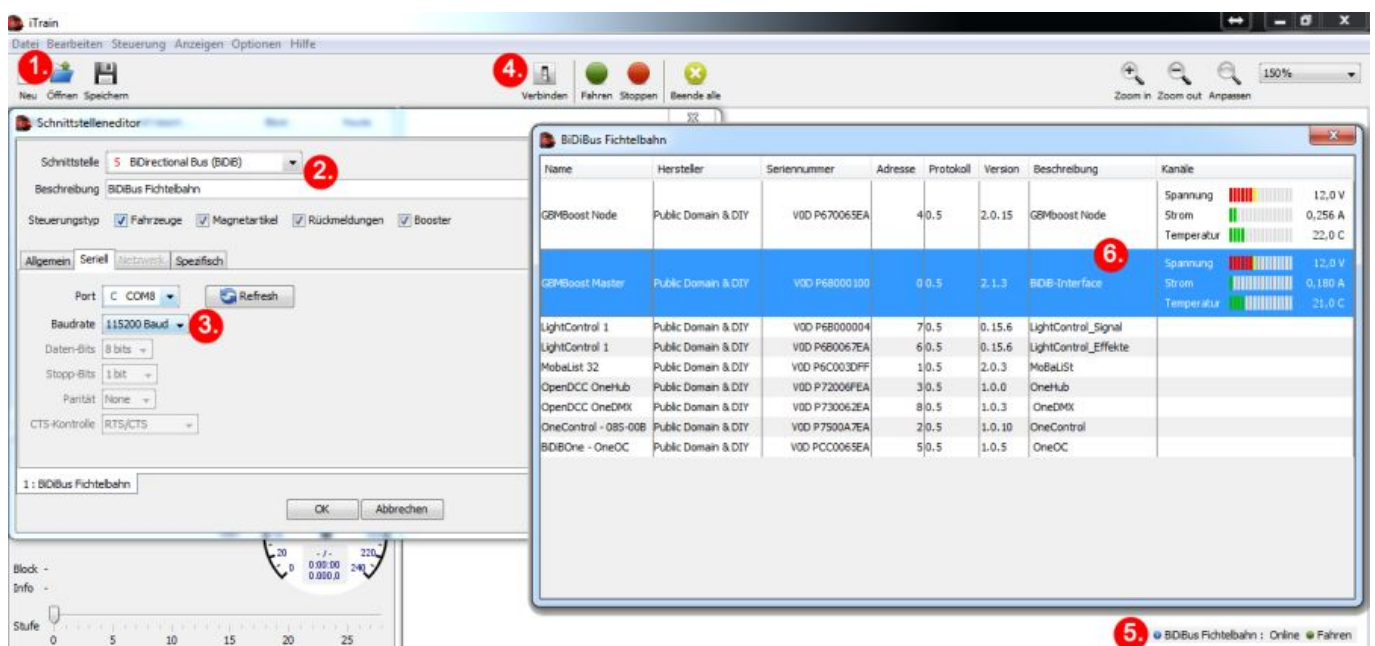 iTrain
Datei Bearbeiten Steuerung Anzeigen Optionen Hilfe
1. 4.
Neu Öffnen Speichern Verbinden Fahren Stoppen Beende alle Zoom in Zoom out Anpassen 150%
Schnittstelleneditor
Schnittstelle S BiDirectional Bus (BiDiB) 2.
Beschreibung BiDiBus Fichtelbahn
Steuerungstyp Fahrzeuge Magnetartikel Rückmeldungen Booster
Allgemein Seriell Netzwerk Spezifisch
Port C COM8 Refresh
Baudrate 115200 Baud 3.
Daten-Bits 8 bits
Stopp-Bits 1 bit
Parität None
CTS-Kontrolle RTS/CTS
1 : BiDiBus Fichtelbahn
OK Abbrechen
BiDiBus Fichtelbahn
Name Hersteller Seriennummer Adresse Protokoll Version Beschreibung Kanäle
GBMBoost Node Public Domain & DIY V0D P670065EA 4 0.5 2.0.15 GBMboost Node
Spannung 12,0 V
Strom 0,256 A
Temperatur 22,0 C
6.
GBMBoost Master Public Domain & DIY V0D P68000100 0 0.5 2.1.3 BiDiB-Interface
Spannung 12,0 V
Strom 0,180 A
Temperatur 21,0 C
LightControl 1 Public Domain & DIY V0D P6B000004 7 0.5 0.15.6 LightControl_Signal
LightControl 1 Public Domain & DIY V0D P6B0067EA 6 0.5 0.15.6 LightControl_Effekte
MobaList 32 Public Domain & DIY V0D P6C003DFF 1 0.5 2.0.3 MoBaLiSt
OpenDCC OneHub Public Domain & DIY V0D P72006FEA 3 0.5 1.0.0 OneHub
OpenDCC OneDMX Public Domain & DIY V0D P730062EA 8 0.5 1.0.3 OneDMX
OneControl - 08S-00B Public Domain & DIY V0D P7500A7EA 2 0.5 1.0.10 OneControl
BiDiBOne - OneOC Public Domain & DIY V0D PCC0065EA 5 0.5 1.0.5 OneOC
20 -/- 220
0 0:00:00 240
0.000,0
Block -
Info -
Stufe
0 5 10 15 20 25
5. BiDiBus Fichtelbahn : Online Fahren